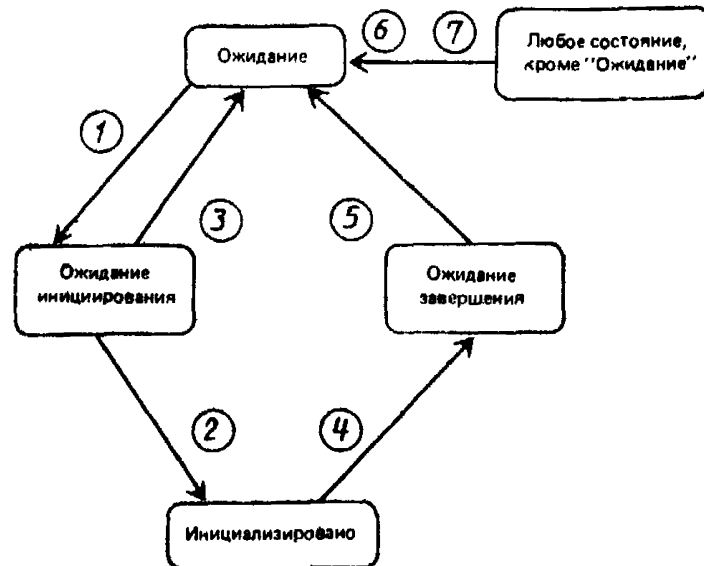 Ожидание
6
7
Любое состояние,
кроме "Ожидание"
1
3
5
Ожидание
инициирования
Ожидание
завершения
2
4
Инициализировано